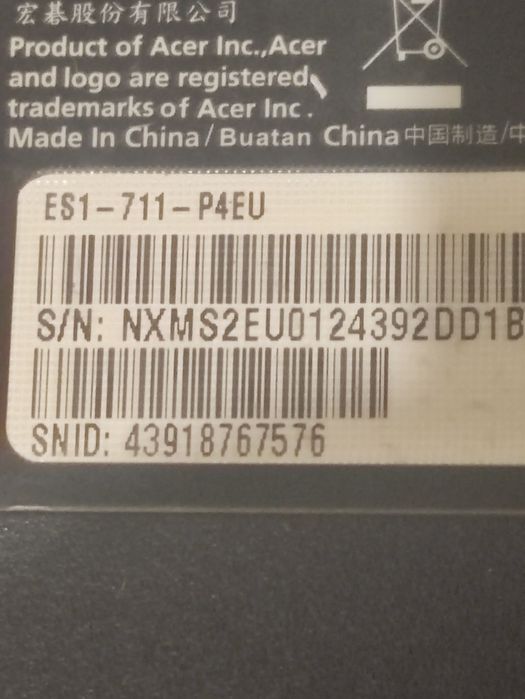 宏碁股份有限公司
Product of Acer Inc.,Acer
and logo are registered
trademarks of Acer Inc .
Made In China / Buatan China 中国制造/中
ES1-711-P4EU
S/N: NXMS2EU0124392DD1B
SNID: 43918767576